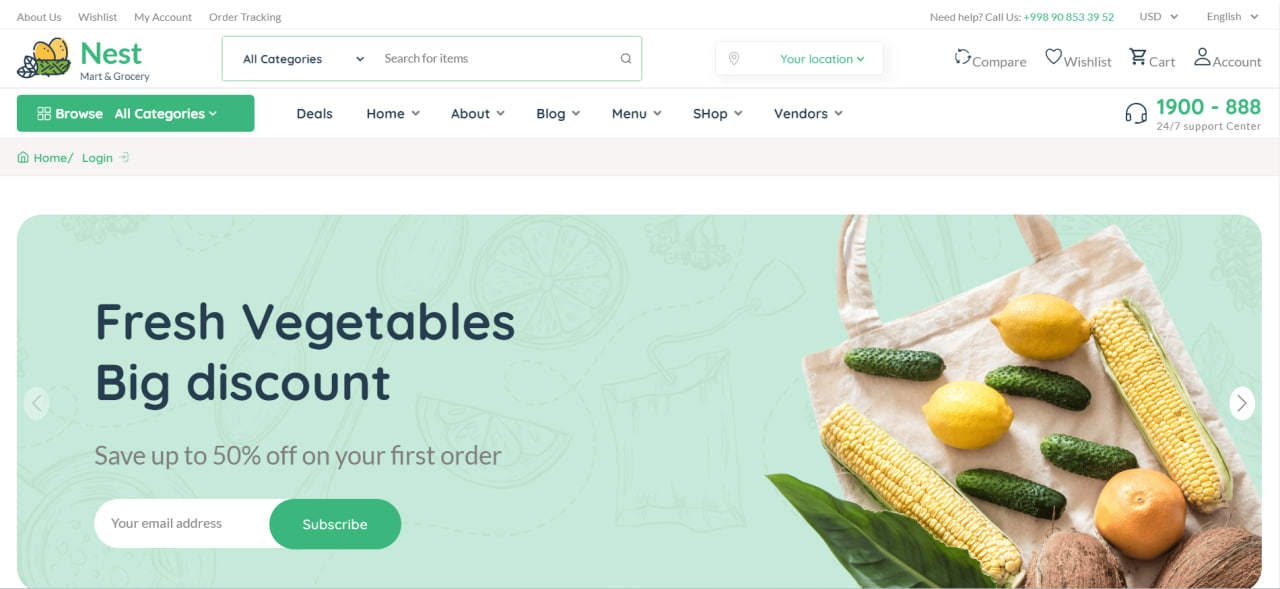 About Us Wishlist My Account Order Tracking Need help? Call Us: +998 90 853 39 52 USD English
Nest
Mart & Grocery
All Categories Search for items Your location Compare Wishlist Cart Account
Browse All Categories Deals Home About Blog Menu SHop Vendors 1900 - 888
24/7 support Center
Home/ Login
Fresh Vegetables
Big discount
Save up to 50% off on your first order
Your email address Subscribe